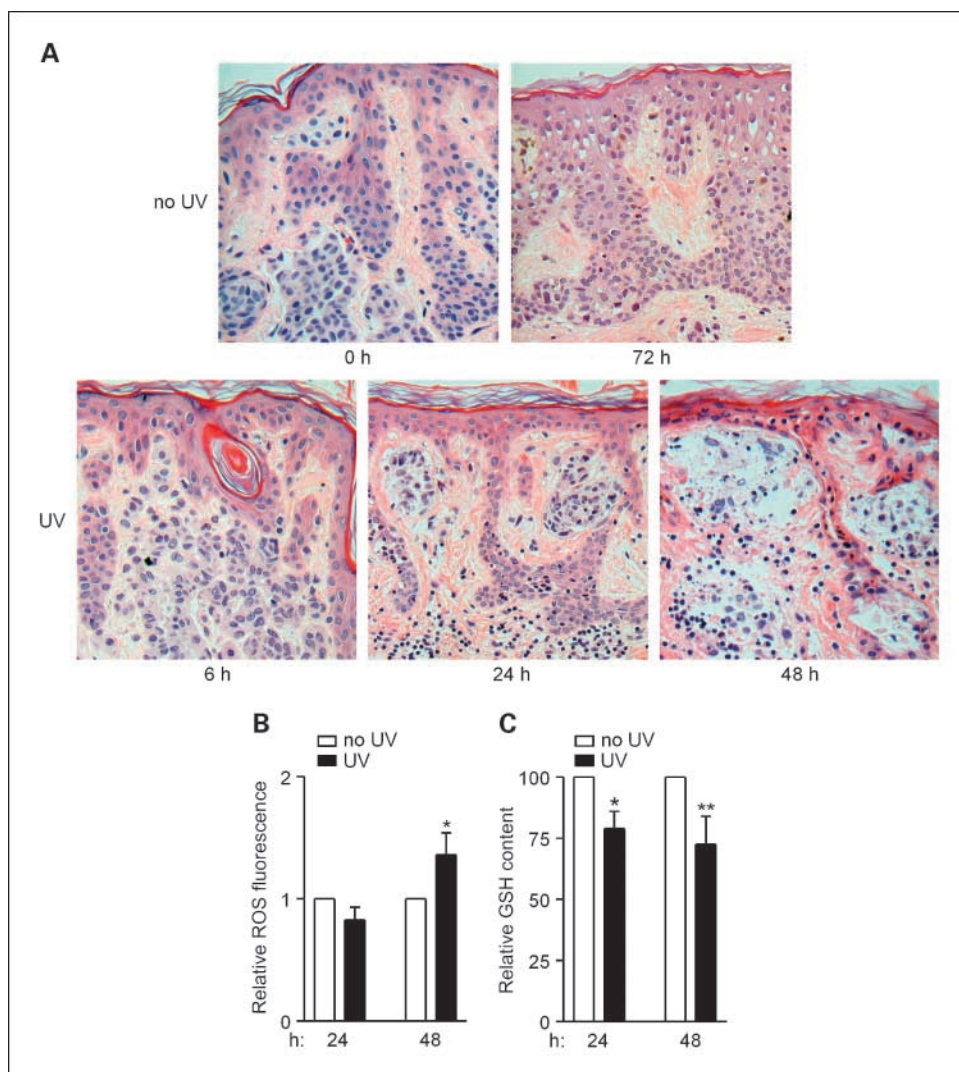 A
no UV
0 h
72 h
UV
6 h
24 h
48 h
B
no UV
UV
Relative ROS fluorescence
2
1
0
*
h: 24 48
C
no UV
UV
Relative GSH content
100
75
50
25
0
*
**
h: 24 48